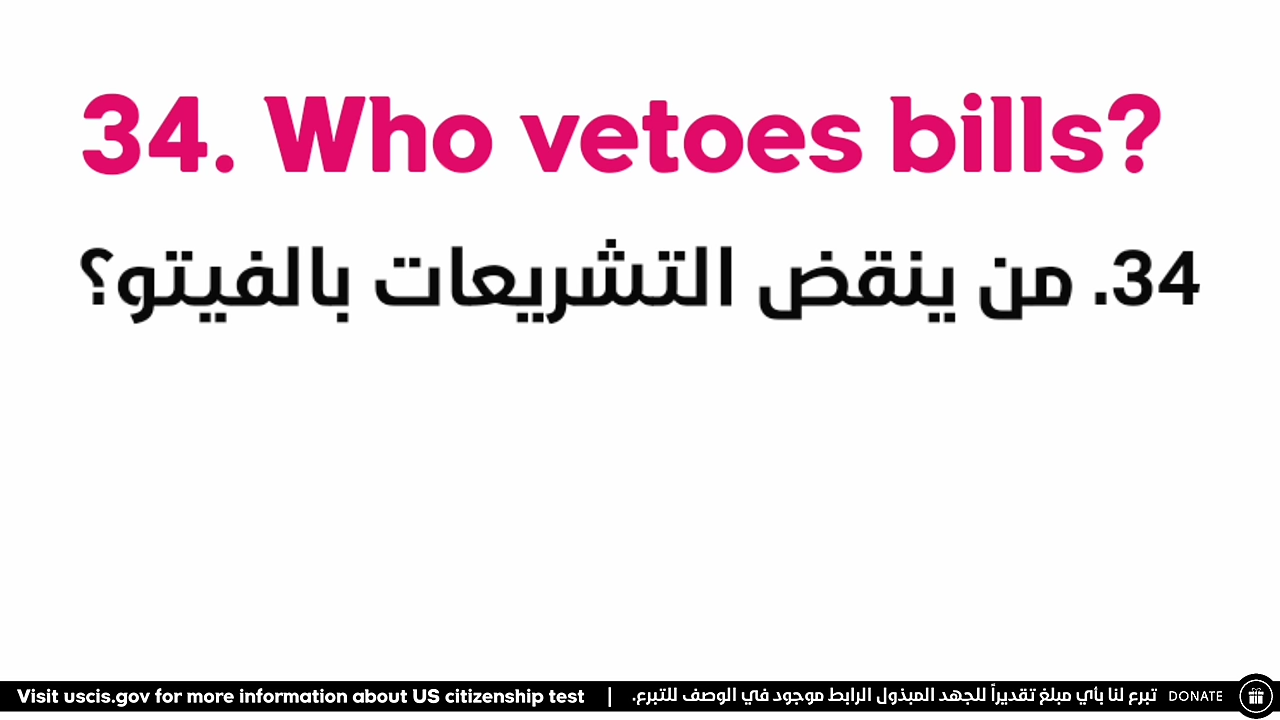 34. Who vetoes bills?
34. من ينقض التشريعات بالفيتو؟
Visit uscis.gov for more information about US citizenship test | تبرع لنا بأي مبلغ تقديراً للجهد المبذول الرابط موجود في الوصف للتبرع. DONATE